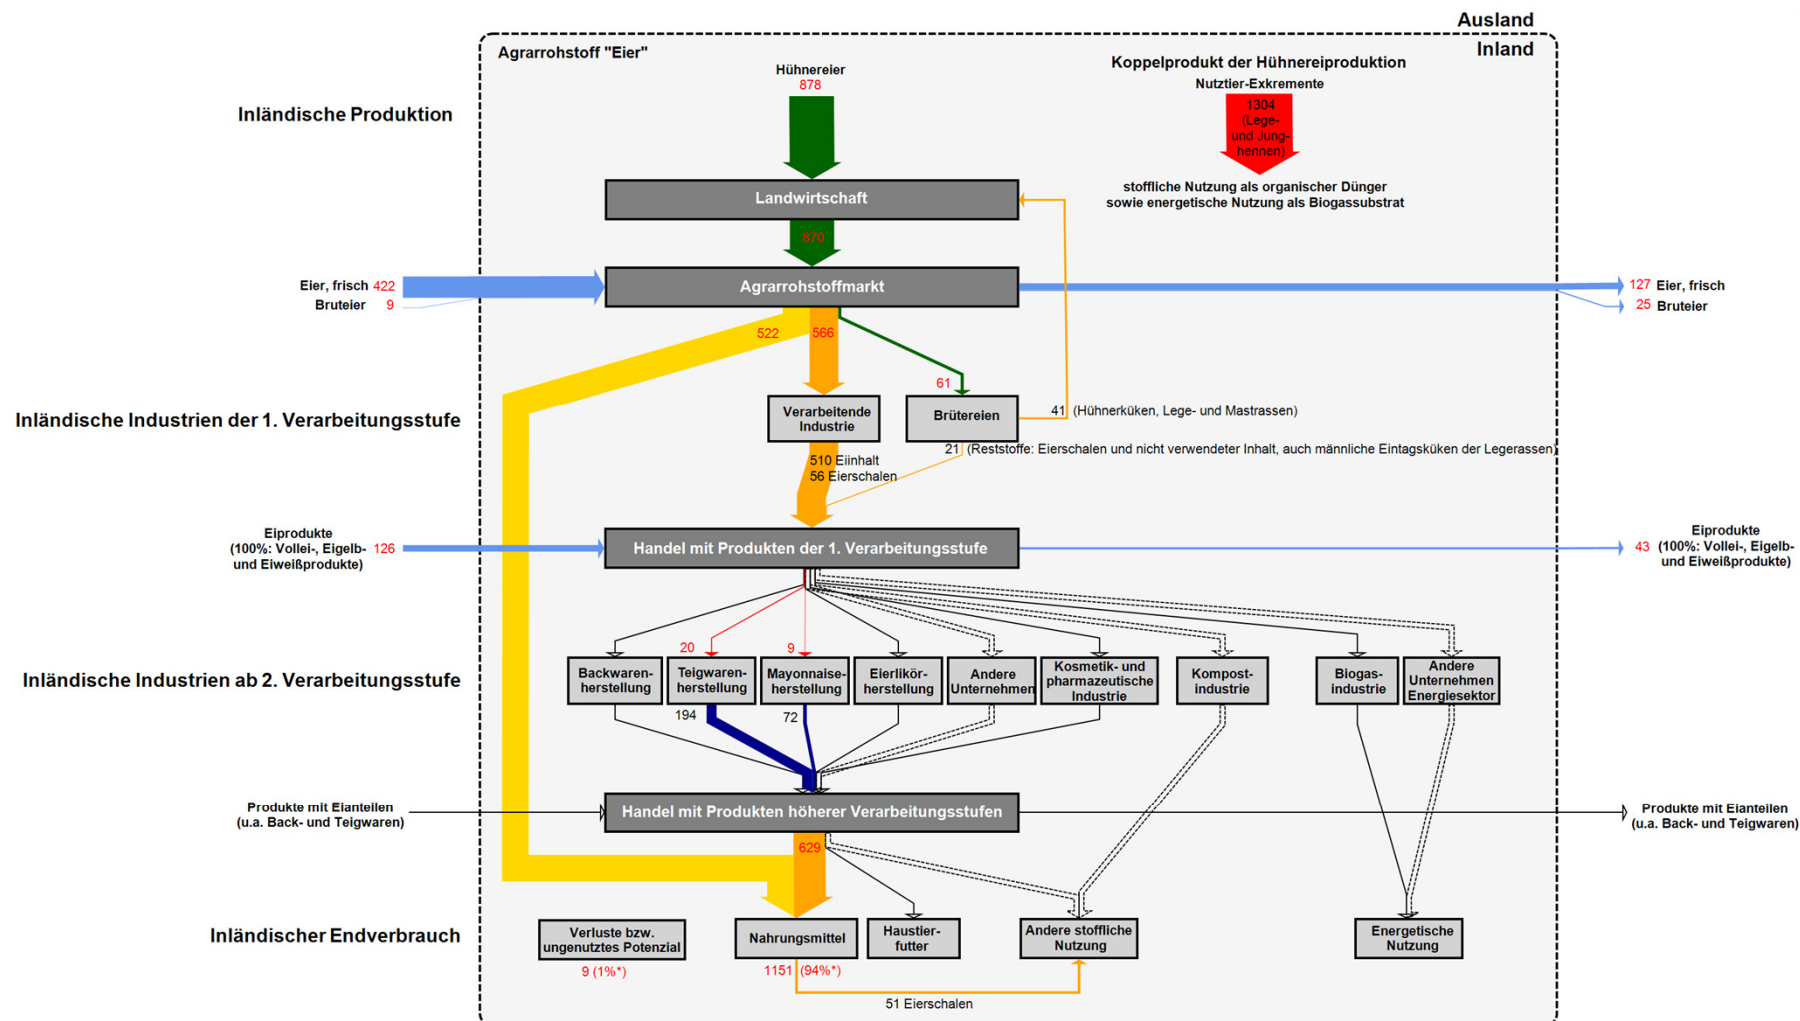 Ausland
Inland
Agrarrohstoff "Eier"
Hühnereier
878
Koppelprodukt der Hühnereiproduktion
Nutztier-Exkremente
1304
(Lege-
und Jung-
hennen)
Inländische Produktion
stoffliche Nutzung als organischer Dünger
sowie energetische Nutzung als Biogassubstrat
Landwirtschaft
870
Eier, frisch 422
Bruteier 9
Agrarrohstoffmarkt
127 Eier, frisch
25 Bruteier
522
566
61
Inländische Industrien der 1. Verarbeitungsstufe
Verarbeitende
Industrie
Brütereien
41 (Hühnerküken, Lege- und Mastrassen)
21 (Reststoffe: Eierschalen und nicht verwendeter Inhalt, auch männliche Eintagsküken der Legerassen)
510 Eiinhalt
56 Eierschalen
Eiprodukte
(100%: Vollei-, Eigelb- 126
und Eiweißprodukte)
Handel mit Produkten der 1. Verarbeitungsstufe
Eiprodukte
43 (100%: Vollei-, Eigelb-
und Eiweißprodukte)
20
9
Inländische Industrien ab 2. Verarbeitungsstufe
Backwaren-
herstellung
Teigwaren-
herstellung
Mayonnaise-
herstellung
Eierlikör-
herstellung
Andere
Unternehmen
Kosmetik- und
pharmazeutische
Industrie
Kompost-
industrie
Biogas-
industrie
Andere
Unternehmen
Energiesektor
194
72
Produkte mit Eianteilen
(u.a. Back- und Teigwaren)
Handel mit Produkten höherer Verarbeitungsstufen
Produkte mit Eianteilen
(u.a. Back- und Teigwaren)
629
Inländischer Endverbrauch
Verluste bzw.
ungenutztes Potenzial
9 (1%*)
Nahrungsmittel
1151 (94%*)
Haustier-
futter
Andere stoffliche
Nutzung
Energetische
Nutzung
51 Eierschalen